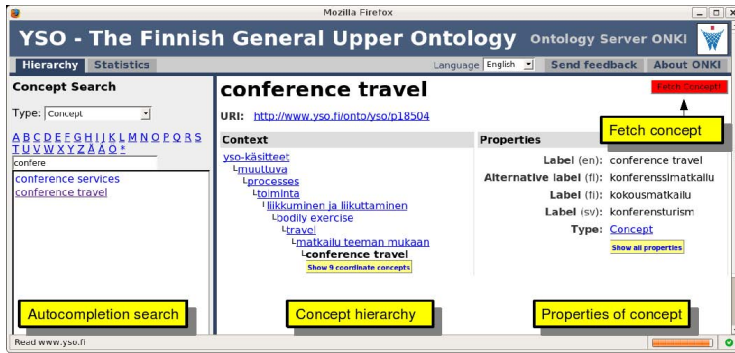 Mozilla Firefox
YSO - The Finnish General Upper Ontology Ontology Server ONKI
Hierarchy Statistics Language English Send feedback About ONKI
Concept Search
Type: Concept
A B C D E F G H I J K L M N O P Q R S
T U V W X Y Z Å Ä Ö *
confere
conference services
conference travel
Autocompletion search
conference travel
Fetch Concept!
URI: http://www.yso.fi/onto/yso/p18504
Fetch concept
Context
yso-käsitteet
muuttuva
processes
toiminta
liikkuminen ja liikuttaminen
bodily exercise
travel
matkailu teeman mukaan
conference travel
Show 9 coordinate concepts
Concept hierarchy
Properties
Label (en): conference travel
Alternative label (fi): konferenssimatkailu
Label (fi): kokousmatkailu
Label (sv): konferensturism
Type: Concept
Show all properties
Properties of concept
Read www.yso.fi